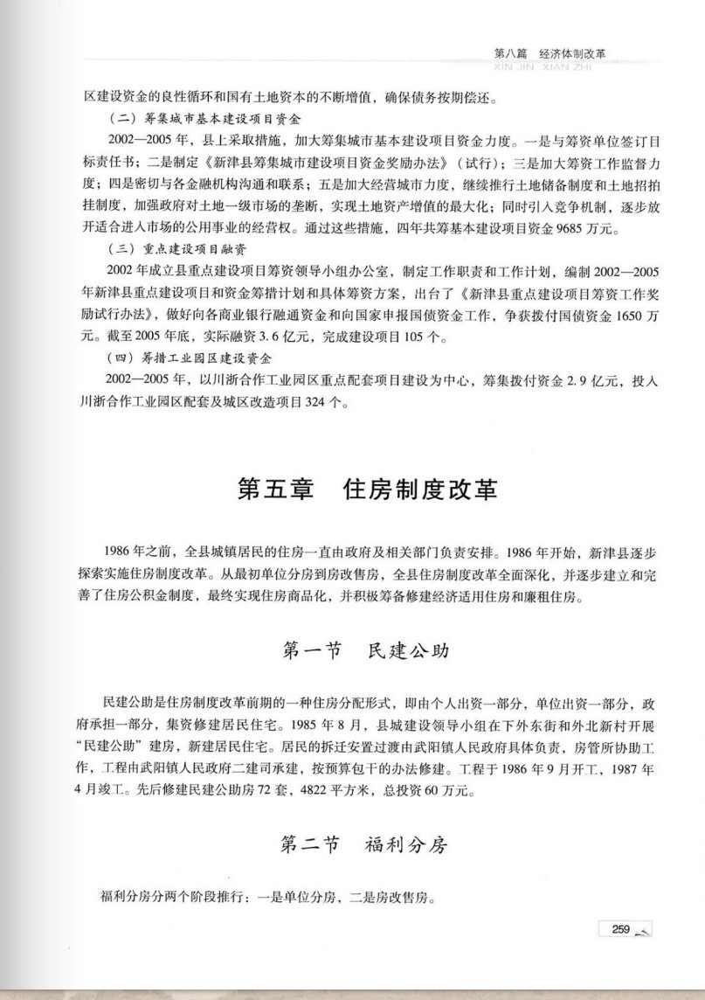 第八篇　经济体制改革
XIN JIN XIAN ZHI
区建设资金的良性循环和国有土地资本的不断增值，确保债务按期偿还。
（二）筹集城市基本建设项目资金
2002—2005 年，县上采取措施，加大筹集城市基本建设项目资金力度。一是与筹资单位签订目
标责任书；二是制定《新津县筹集城市建设项目资金奖励办法》（试行）；三是加大筹资工作监督力
度；四是密切与各金融机构沟通和联系；五是加大经营城市力度，继续推行土地储备制度和土地招拍
挂制度，加强政府对土地一级市场的垄断，实现土地资产增值的最大化；同时引入竞争机制，逐步放
开适合进入市场的公用事业的经营权。通过这些措施，四年共筹基本建设项目资金 9685 万元。
（三）重点建设项目融资
2002 年成立县重点建设项目筹资领导小组办公室，制定工作职责和工作计划，编制 2002—2005
年新津县重点建设项目和资金筹措计划和具体筹资方案，出台了《新津县重点建设项目筹资工作奖
励试行办法》，做好向各商业银行融通资金和向国家申报国债资金工作，争获拨付国债资金 1650 万
元。截至 2005 年底，实际融资 3. 6 亿元，完成建设项目 105 个。
（四）筹措工业园区建设资金
2002—2005 年，以川浙合作工业园区重点配套项目建设为中心，筹集拨付资金 2. 9 亿元，投入
川浙合作工业园区配套及城区改造项目 324 个。
第五章　住房制度改革
1986 年之前，全县城镇居民的住房一直由政府及相关部门负责安排。1986 年开始，新津县逐步
探索实施住房制度改革。从最初单位分房到房改售房，全县住房制度改革全面深化，并逐步建立和完
善了住房公积金制度，最终实现住房商品化，并积极筹备修建经济适用住房和廉租住房。
第一节　民建公助
民建公助是住房制度改革前期的一种住房分配形式，即由个人出资一部分，单位出资一部分，政
府承担一部分，集资修建居民住宅。1985 年 8 月，县城建设领导小组在下外东街和外北新村开展
“民建公助”建房，新建居民住宅。居民的拆迁安置过渡由武阳镇人民政府具体负责，房管所协助工
作，工程由武阳镇人民政府二建司承建，按预算包干的办法修建。工程于 1986 年 9 月开工，1987 年
4 月竣工。先后修建民建公助房 72 套，4822 平方米，总投资 60 万元。
第二节　福利分房
福利分房分两个阶段推行：一是单位分房，二是房改售房。
259